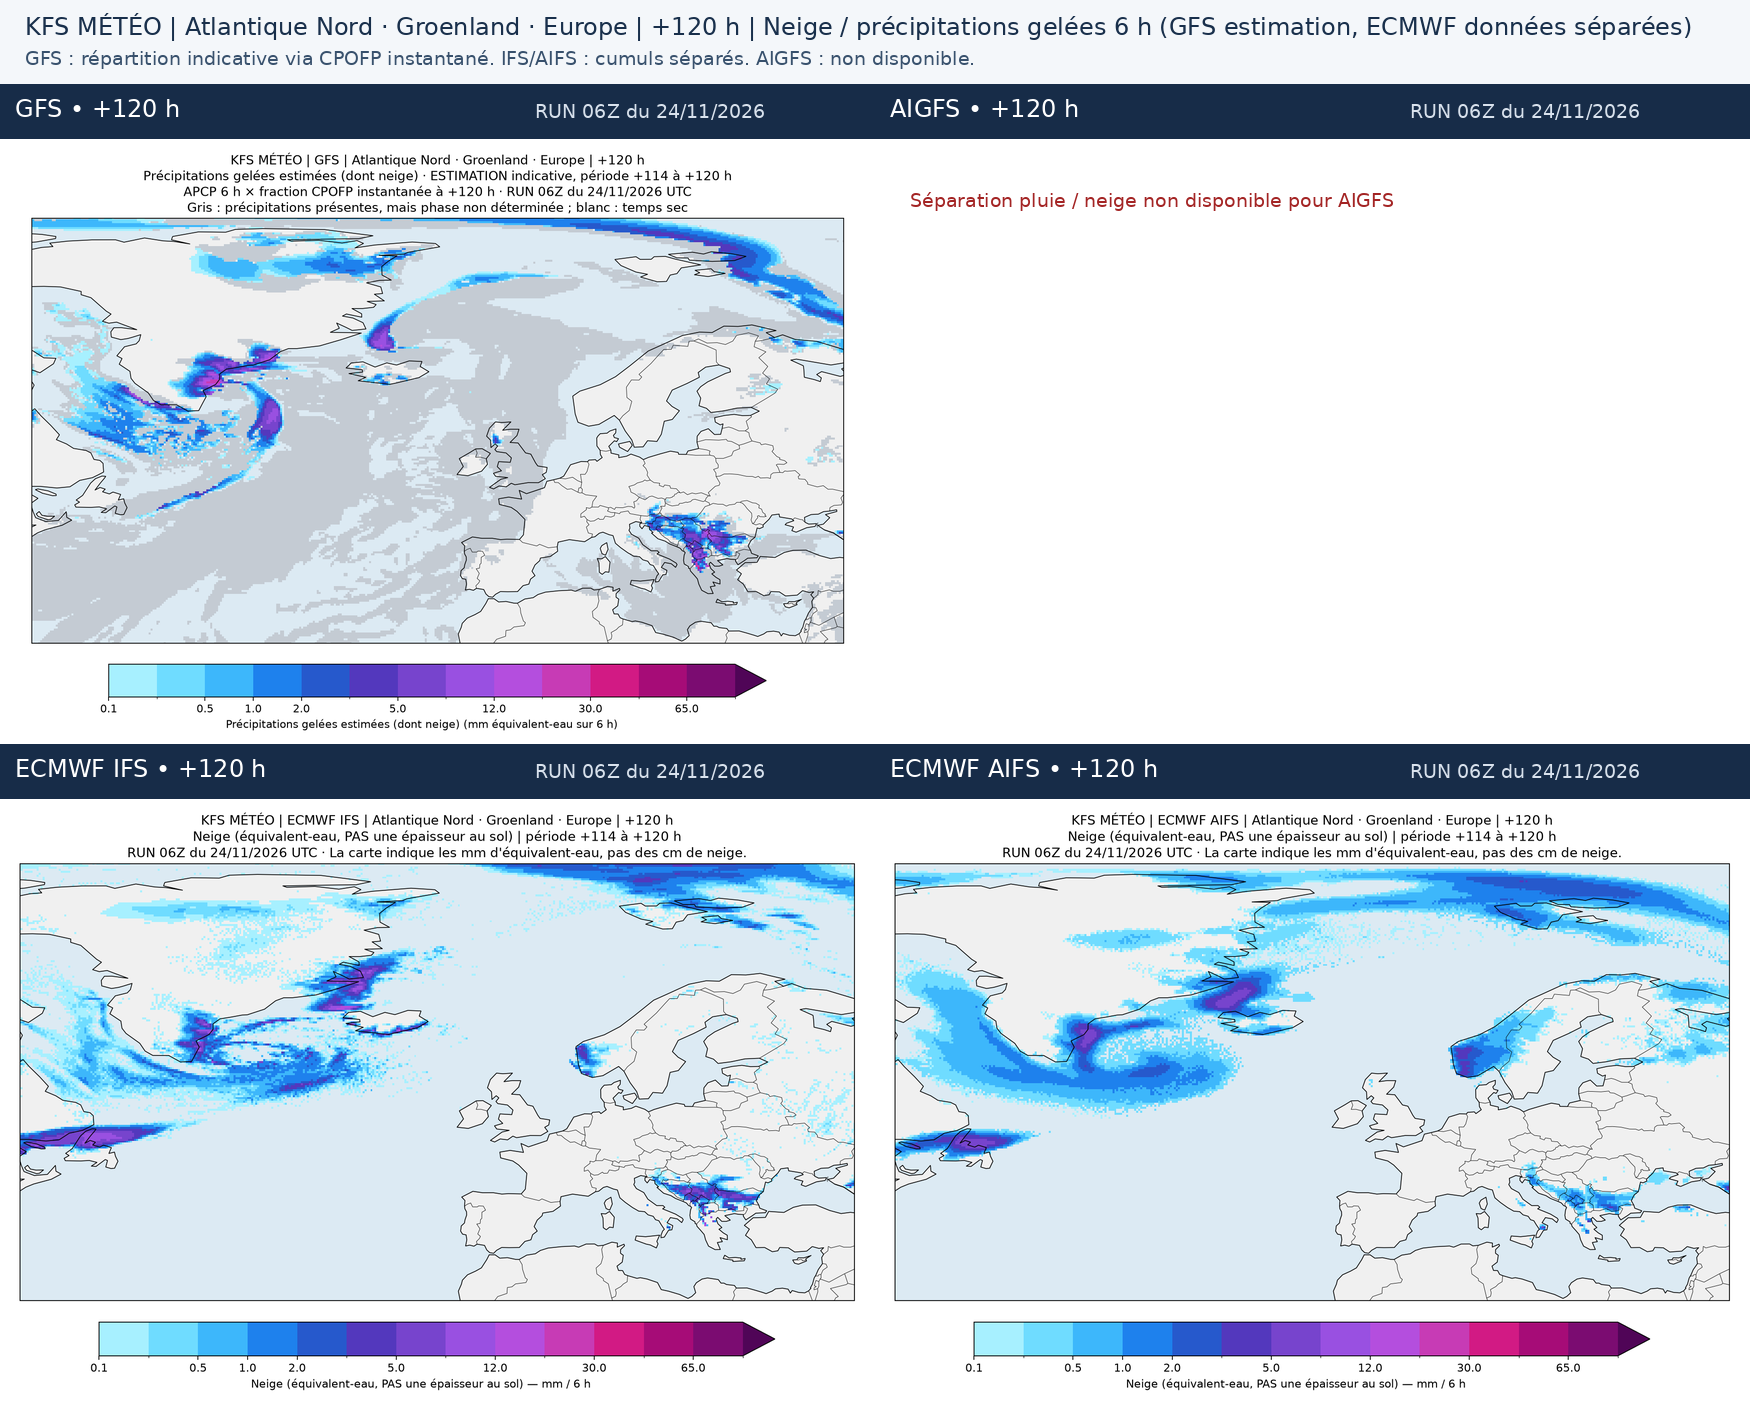 KFS MÉTÉO | Atlantique Nord · Groenland · Europe | +120 h | Neige / précipitations gelées 6 h (GFS estimation, ECMWF données séparées)
GFS : répartition indicative via CPOFP instantané. IFS/AIFS : cumuls séparés. AIGFS : non disponible.
GFS • +120 h RUN 06Z du 24/11/2026
AIGFS • +120 h RUN 06Z du 24/11/2026
KFS MÉTÉO | GFS | Atlantique Nord · Groenland · Europe | +120 h
Précipitations gelées estimées (dont neige) · ESTIMATION indicative, période +114 à +120 h
APCP 6 h × fraction CPOFP instantanée à +120 h · RUN 06Z du 24/11/2026 UTC
Gris : précipitations présentes, mais phase non déterminée ; blanc : temps sec
Séparation pluie / neige non disponible pour AIGFS
0.1 0.5 1.0 2.0 5.0 12.0 30.0 65.0
Précipitations gelées estimées (dont neige) (mm équivalent-eau sur 6 h)
ECMWF IFS • +120 h RUN 06Z du 24/11/2026
ECMWF AIFS • +120 h RUN 06Z du 24/11/2026
KFS MÉTÉO | ECMWF IFS | Atlantique Nord · Groenland · Europe | +120 h
Neige (équivalent-eau, PAS une épaisseur au sol) | période +114 à +120 h
RUN 06Z du 24/11/2026 UTC · La carte indique les mm d'équivalent-eau, pas des cm de neige.
0.1 0.5 1.0 2.0 5.0 12.0 30.0 65.0
Neige (équivalent-eau, PAS une épaisseur au sol) — mm / 6 h
KFS MÉTÉO | ECMWF AIFS | Atlantique Nord · Groenland · Europe | +120 h
Neige (équivalent-eau, PAS une épaisseur au sol) | période +114 à +120 h
RUN 06Z du 24/11/2026 UTC · La carte indique les mm d'équivalent-eau, pas des cm de neige.
0.1 0.5 1.0 2.0 5.0 12.0 30.0 65.0
Neige (équivalent-eau, PAS une épaisseur au sol) — mm / 6 h